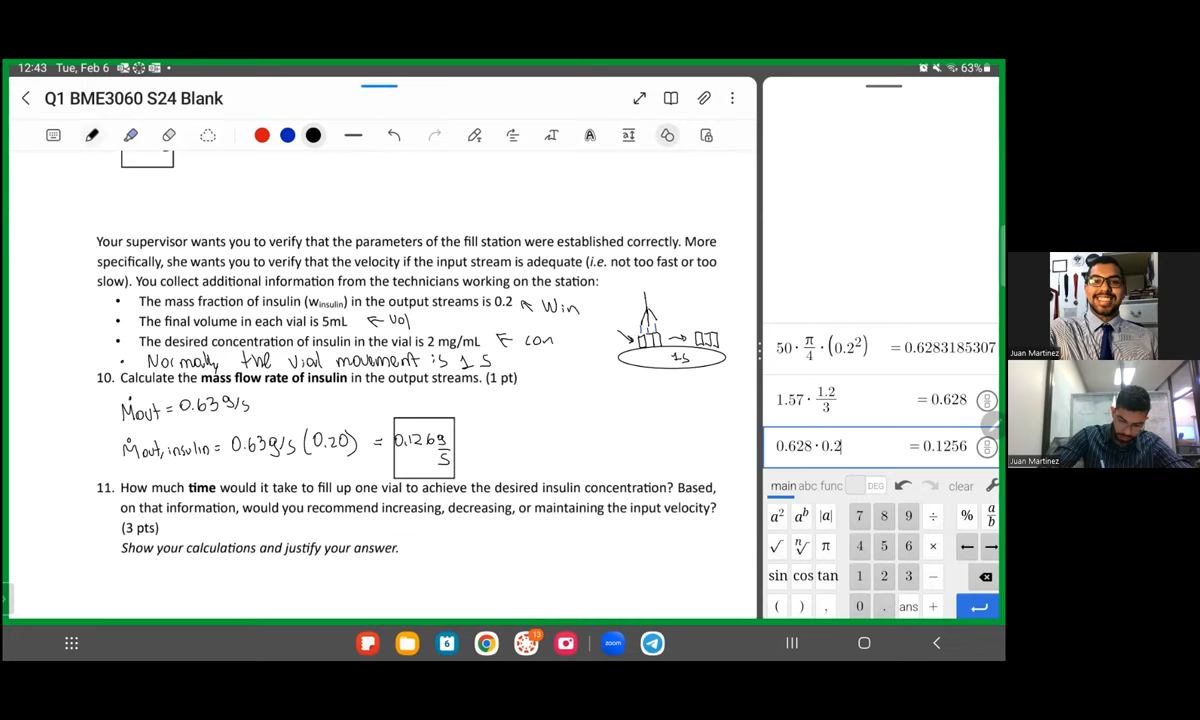 12:43 Tue, Feb 6
63%
Q1 BME3060 S24 Blank
Your supervisor wants you to verify that the parameters of the fill station were established correctly. More
specifically, she wants you to verify that the velocity if the input stream is adequate (i.e. not too fast or too
slow). You collect additional information from the technicians working on the station:
• The mass fraction of insulin (winsulin) in the output streams is 0.2 ← Win
• The final volume in each vial is 5mL ← Vol
• The desired concentration of insulin in the vial is 2 mg/mL ← con
• Normally the vial movement is 1 s
1s
10. Calculate the mass flow rate of insulin in the output streams. (1 pt)
ṁout = 0.63 g/s
ṁout, insulin = 0.63 g/s (0.20) = 0.126 g/s
11. How much time would it take to fill up one vial to achieve the desired insulin concentration? Based,
on that information, would you recommend increasing, decreasing, or maintaining the input velocity?
(3 pts)
Show your calculations and justify your answer.
50 · π/4 · (0.2²) = 0.6283185307
1.57 · 1.2/3 = 0.628
0.628 · 0.2 = 0.1256
main abc func DEG clear
a² aᵇ |a| 7 8 9 ÷ % a/b
√ ⁿ√ π 4 5 6 × ← →
sin cos tan 1 2 3 −
( ) , 0 . ans +
6
13
zoom
Juan Martinez
Juan Martinez